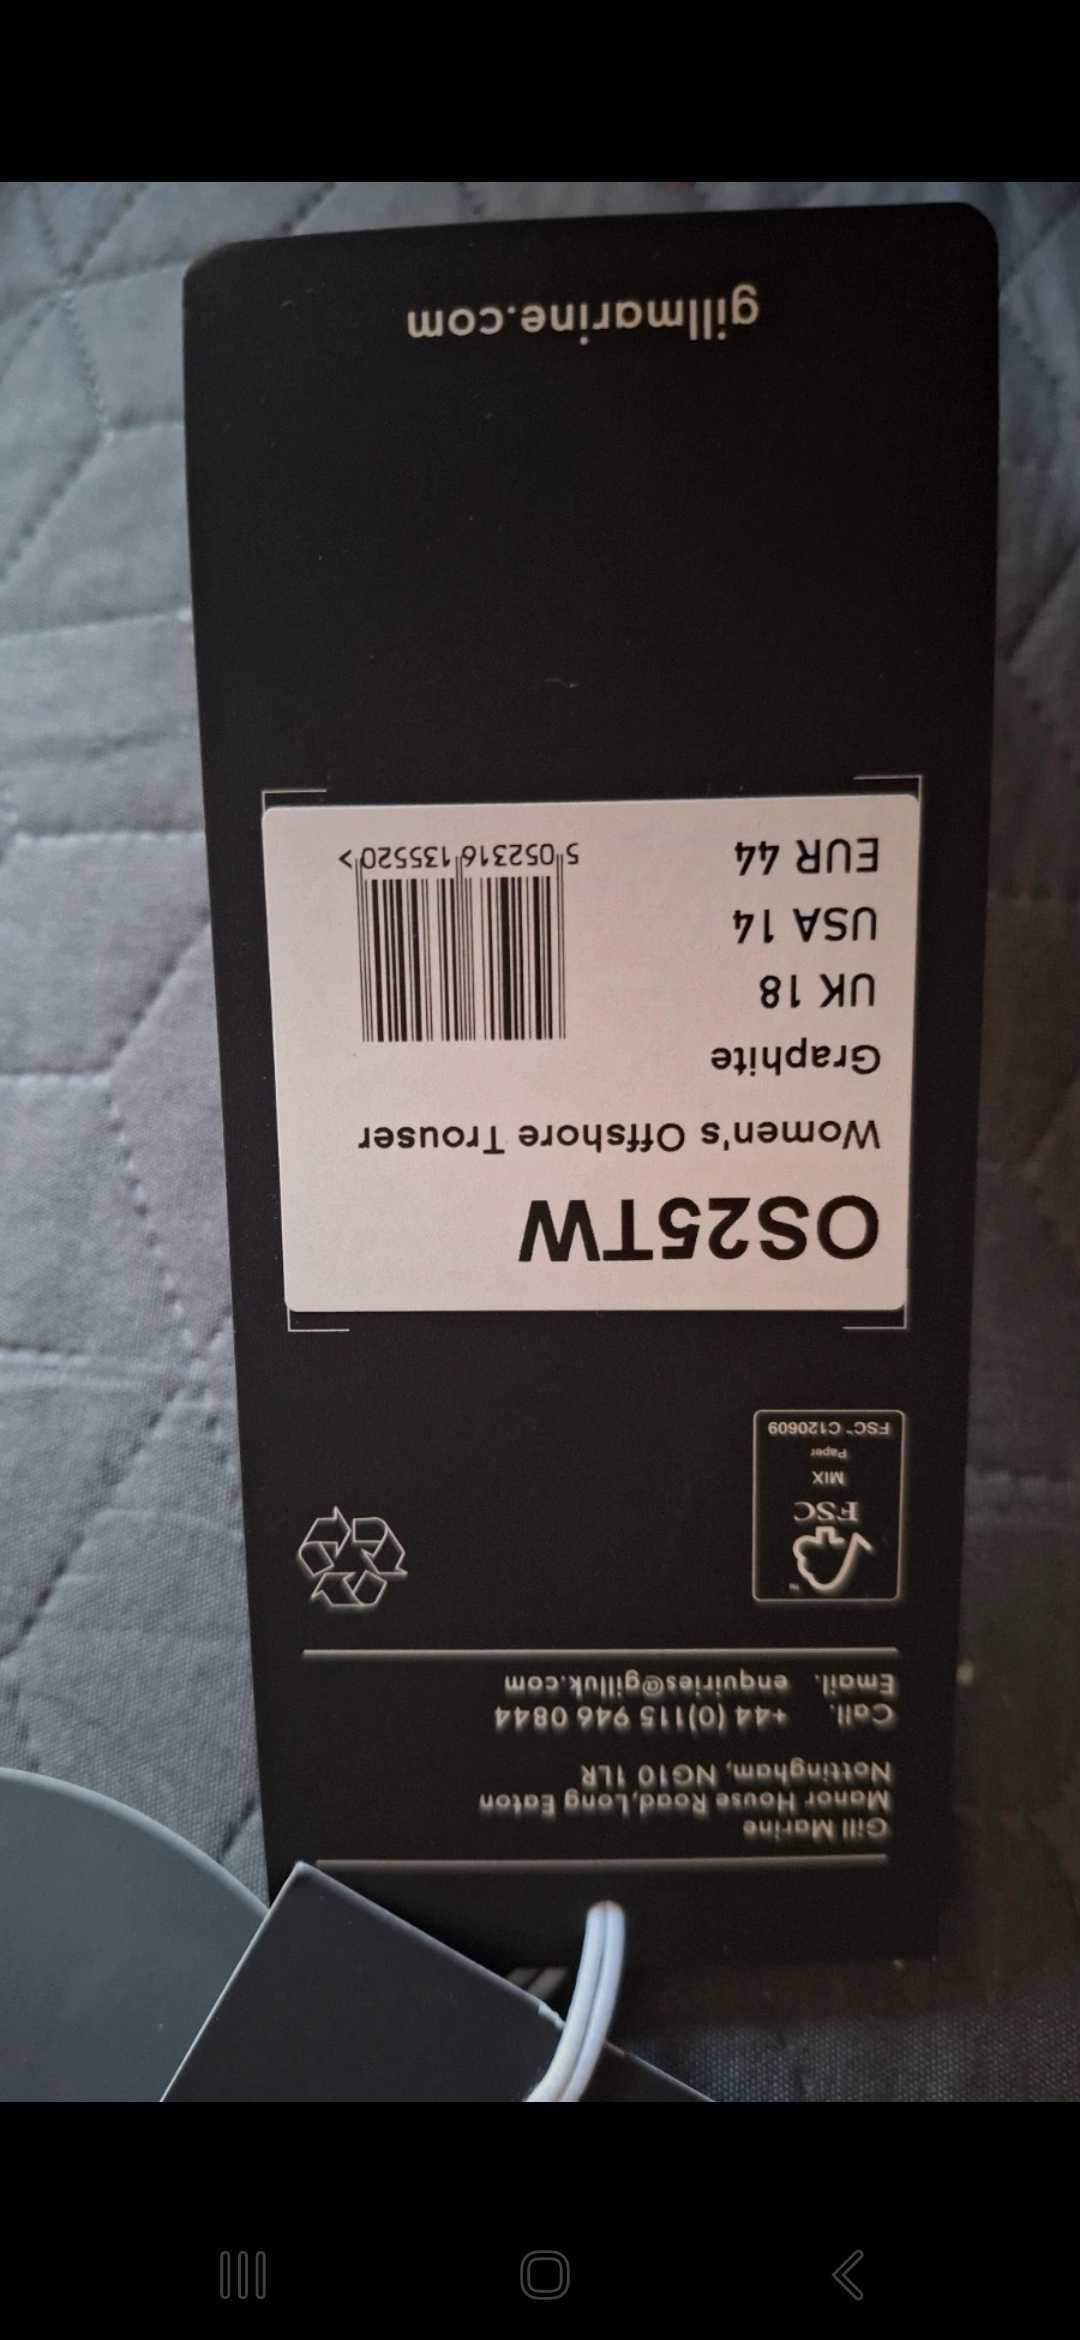 Gill Marine
Manor House Road,Long Eaton
Nottingham, NG10 1LR
Call. +44 (0)115 946 0844
Email. enquiries@gilluk.com
FSC
MIX
Paper
FSC™ C120609
OS25TW
Women's Offshore Trouser
Graphite
UK 18
USA 14
EUR 44
5 052316 135520 >
gillmarine.com